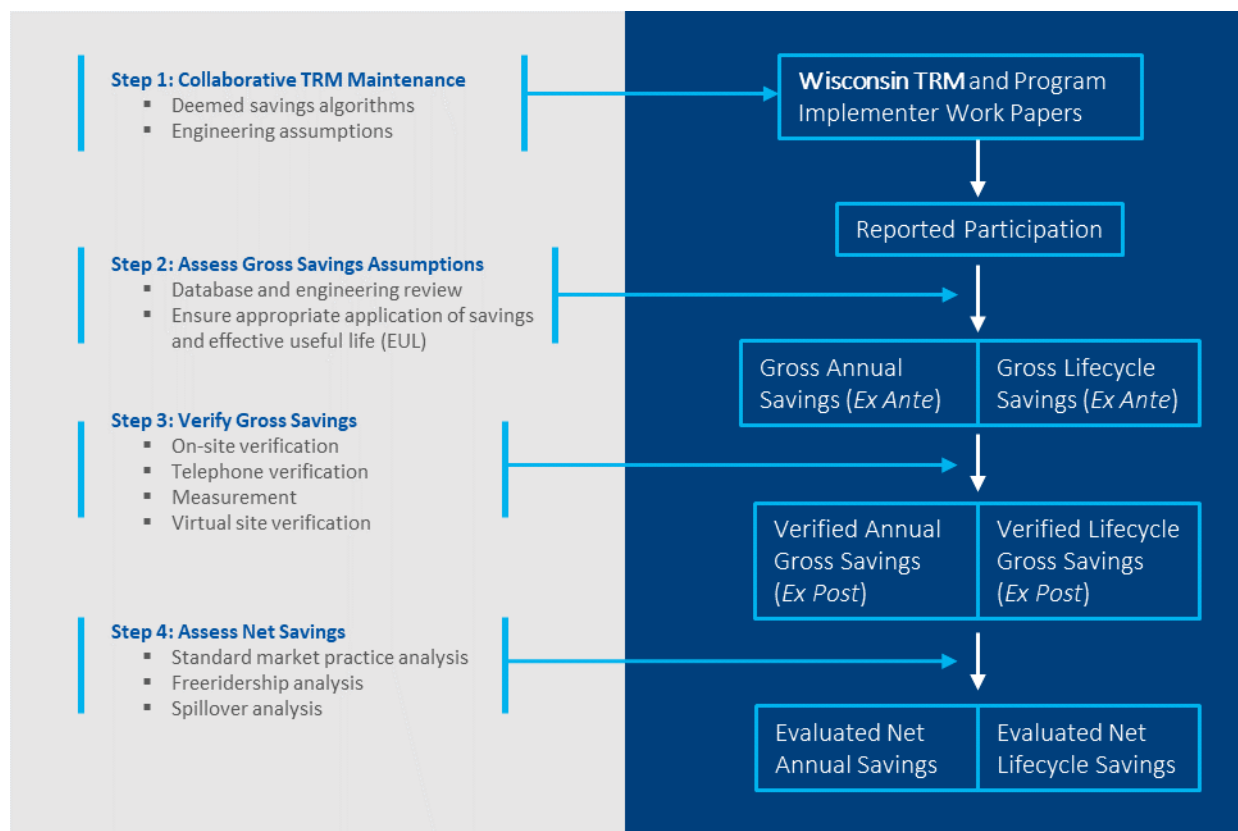 Step 1: Collaborative TRM Maintenance
▪ Deemed savings algorithms
▪ Engineering assumptions
Step 2: Assess Gross Savings Assumptions
▪ Database and engineering review
▪ Ensure appropriate application of savings
and effective useful life (EUL)
Step 3: Verify Gross Savings
▪ On-site verification
▪ Telephone verification
▪ Measurement
▪ Virtual site verification
Step 4: Assess Net Savings
▪ Standard market practice analysis
▪ Freeridership analysis
▪ Spillover analysis
Wisconsin TRM and Program
Implementer Work Papers
Reported Participation
Gross Annual
Savings (Ex Ante)
Gross Lifecycle
Savings (Ex Ante)
Verified Annual
Gross Savings
(Ex Post)
Verified Lifecycle
Gross Savings
(Ex Post)
Evaluated Net
Annual Savings
Evaluated Net
Lifecycle Savings